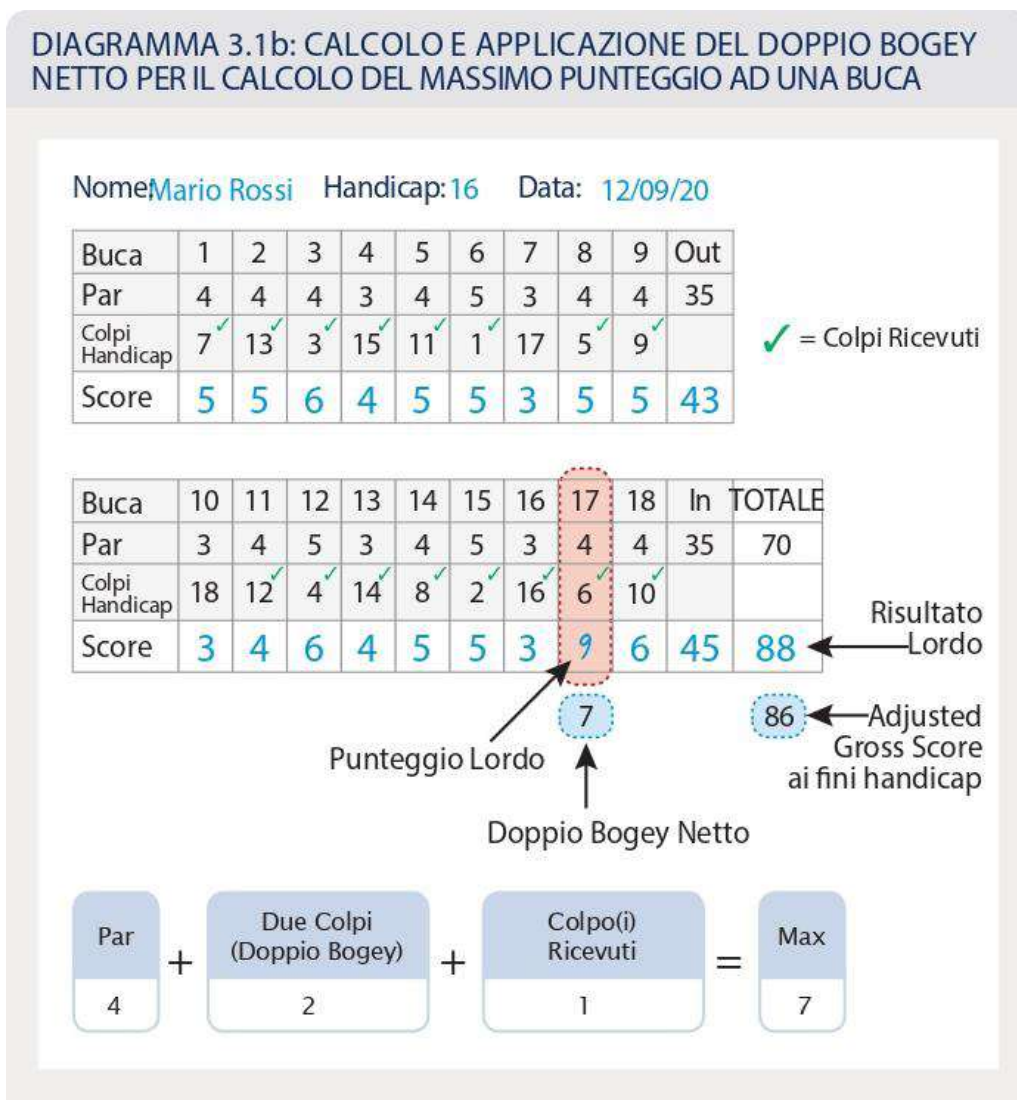 DIAGRAMMA 3.1b: CALCOLO E APPLICAZIONE DEL DOPPIO BOGEY
NETTO PER IL CALCOLO DEL MASSIMO PUNTEGGIO AD UNA BUCA
Nome: Mario Rossi Handicap: 16 Data: 12/09/20
Buca 1 2 3 4 5 6 7 8 9 Out
Par 4 4 4 3 4 5 3 4 4 35
Colpi
Handicap 7✓ 13✓ 3✓ 15✓ 11✓ 1✓ 17 5✓ 9✓
✓ = Colpi Ricevuti
Score 5 5 6 4 5 5 3 5 5 43
Buca 10 11 12 13 14 15 16 17 18 In TOTALE
Par 3 4 5 3 4 5 3 4 4 35 70
Colpi
Handicap 18 12✓ 4✓ 14✓ 8✓ 2✓ 16✓ 6✓ 10✓
Score 3 4 6 4 5 5 3 9 6 45 88
Risultato
Lordo
7
86
Adjusted
Gross Score
ai fini handicap
Punteggio Lordo
Doppio Bogey Netto
Par + Due Colpi
(Doppio Bogey) + Colpo(i)
Ricevuti = Max
4 2 1 7